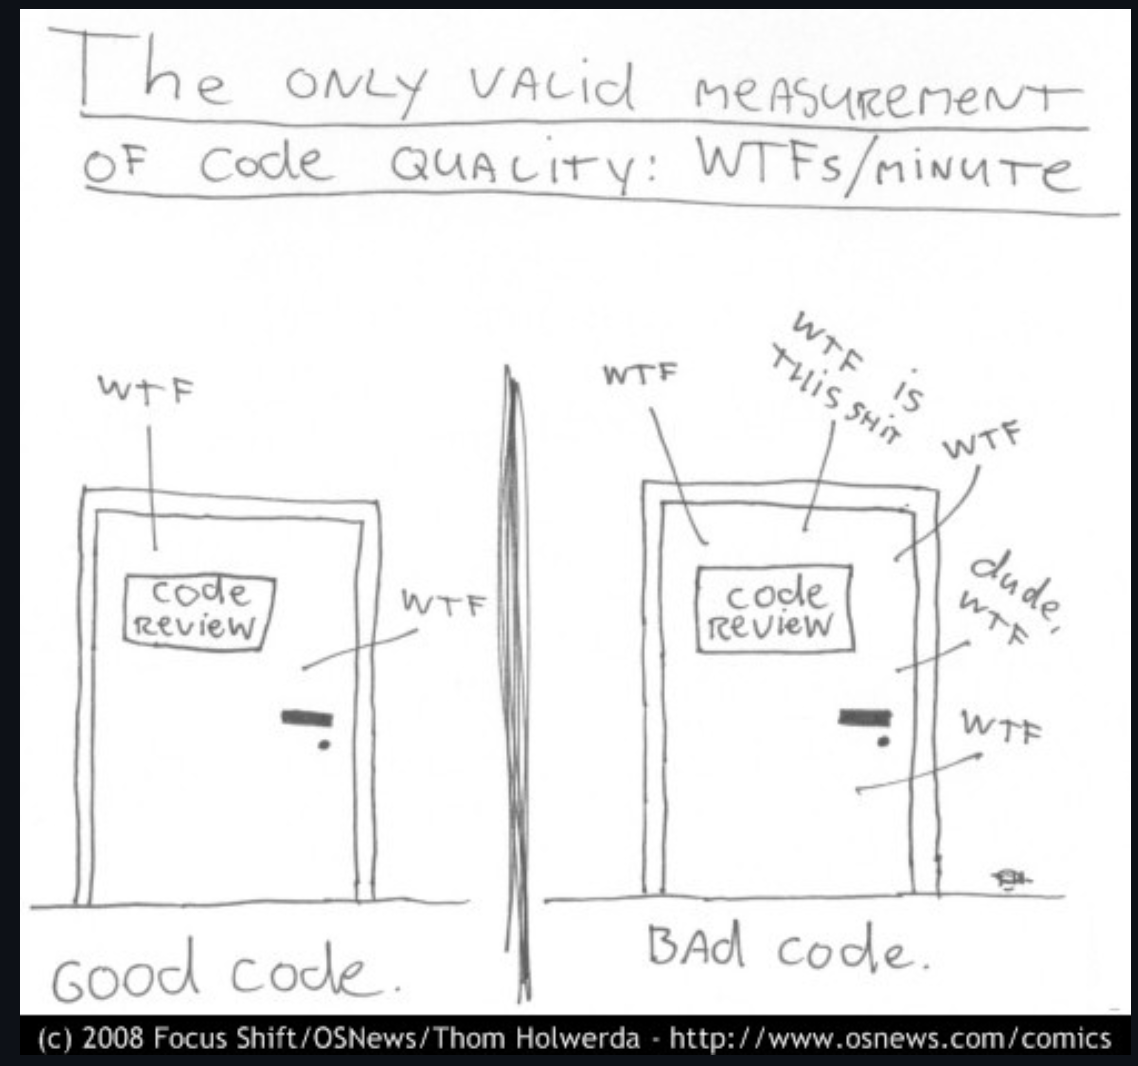 The ONLY VALid meASUREMENT
OF Code QUALITY: WTFs/MINUTE
WTF
code
REVIEW
WTF
Good code.
WTF
WTF is
THiS SHiT
WTF
code
REViEW
dude,
WTF
WTF
BAd code.
(c) 2008 Focus Shift/OSNews/Thom Holwerda - http://www.osnews.com/comics